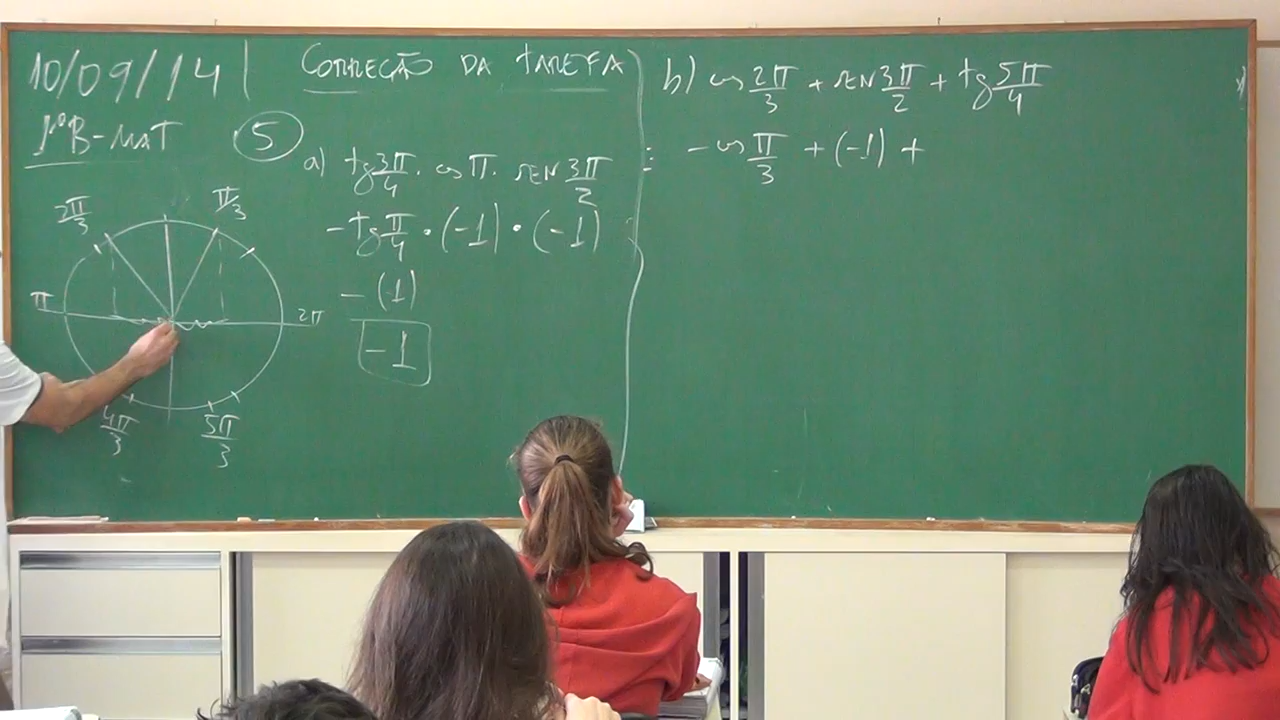 10/09/14
CORREÇÃO DA TAREFA
1ºB-MAT
5
a) tg 3π/4 . cos π . SEN 3π/2
- tg π/4 . (-1) . (-1)
- (1)
-1
b) cos 2π/3 + SEN 3π/2 + tg 5π/4
- cos π/3 + (-1) +
2π/3
π/3
π
2π
4π/3
5π/3